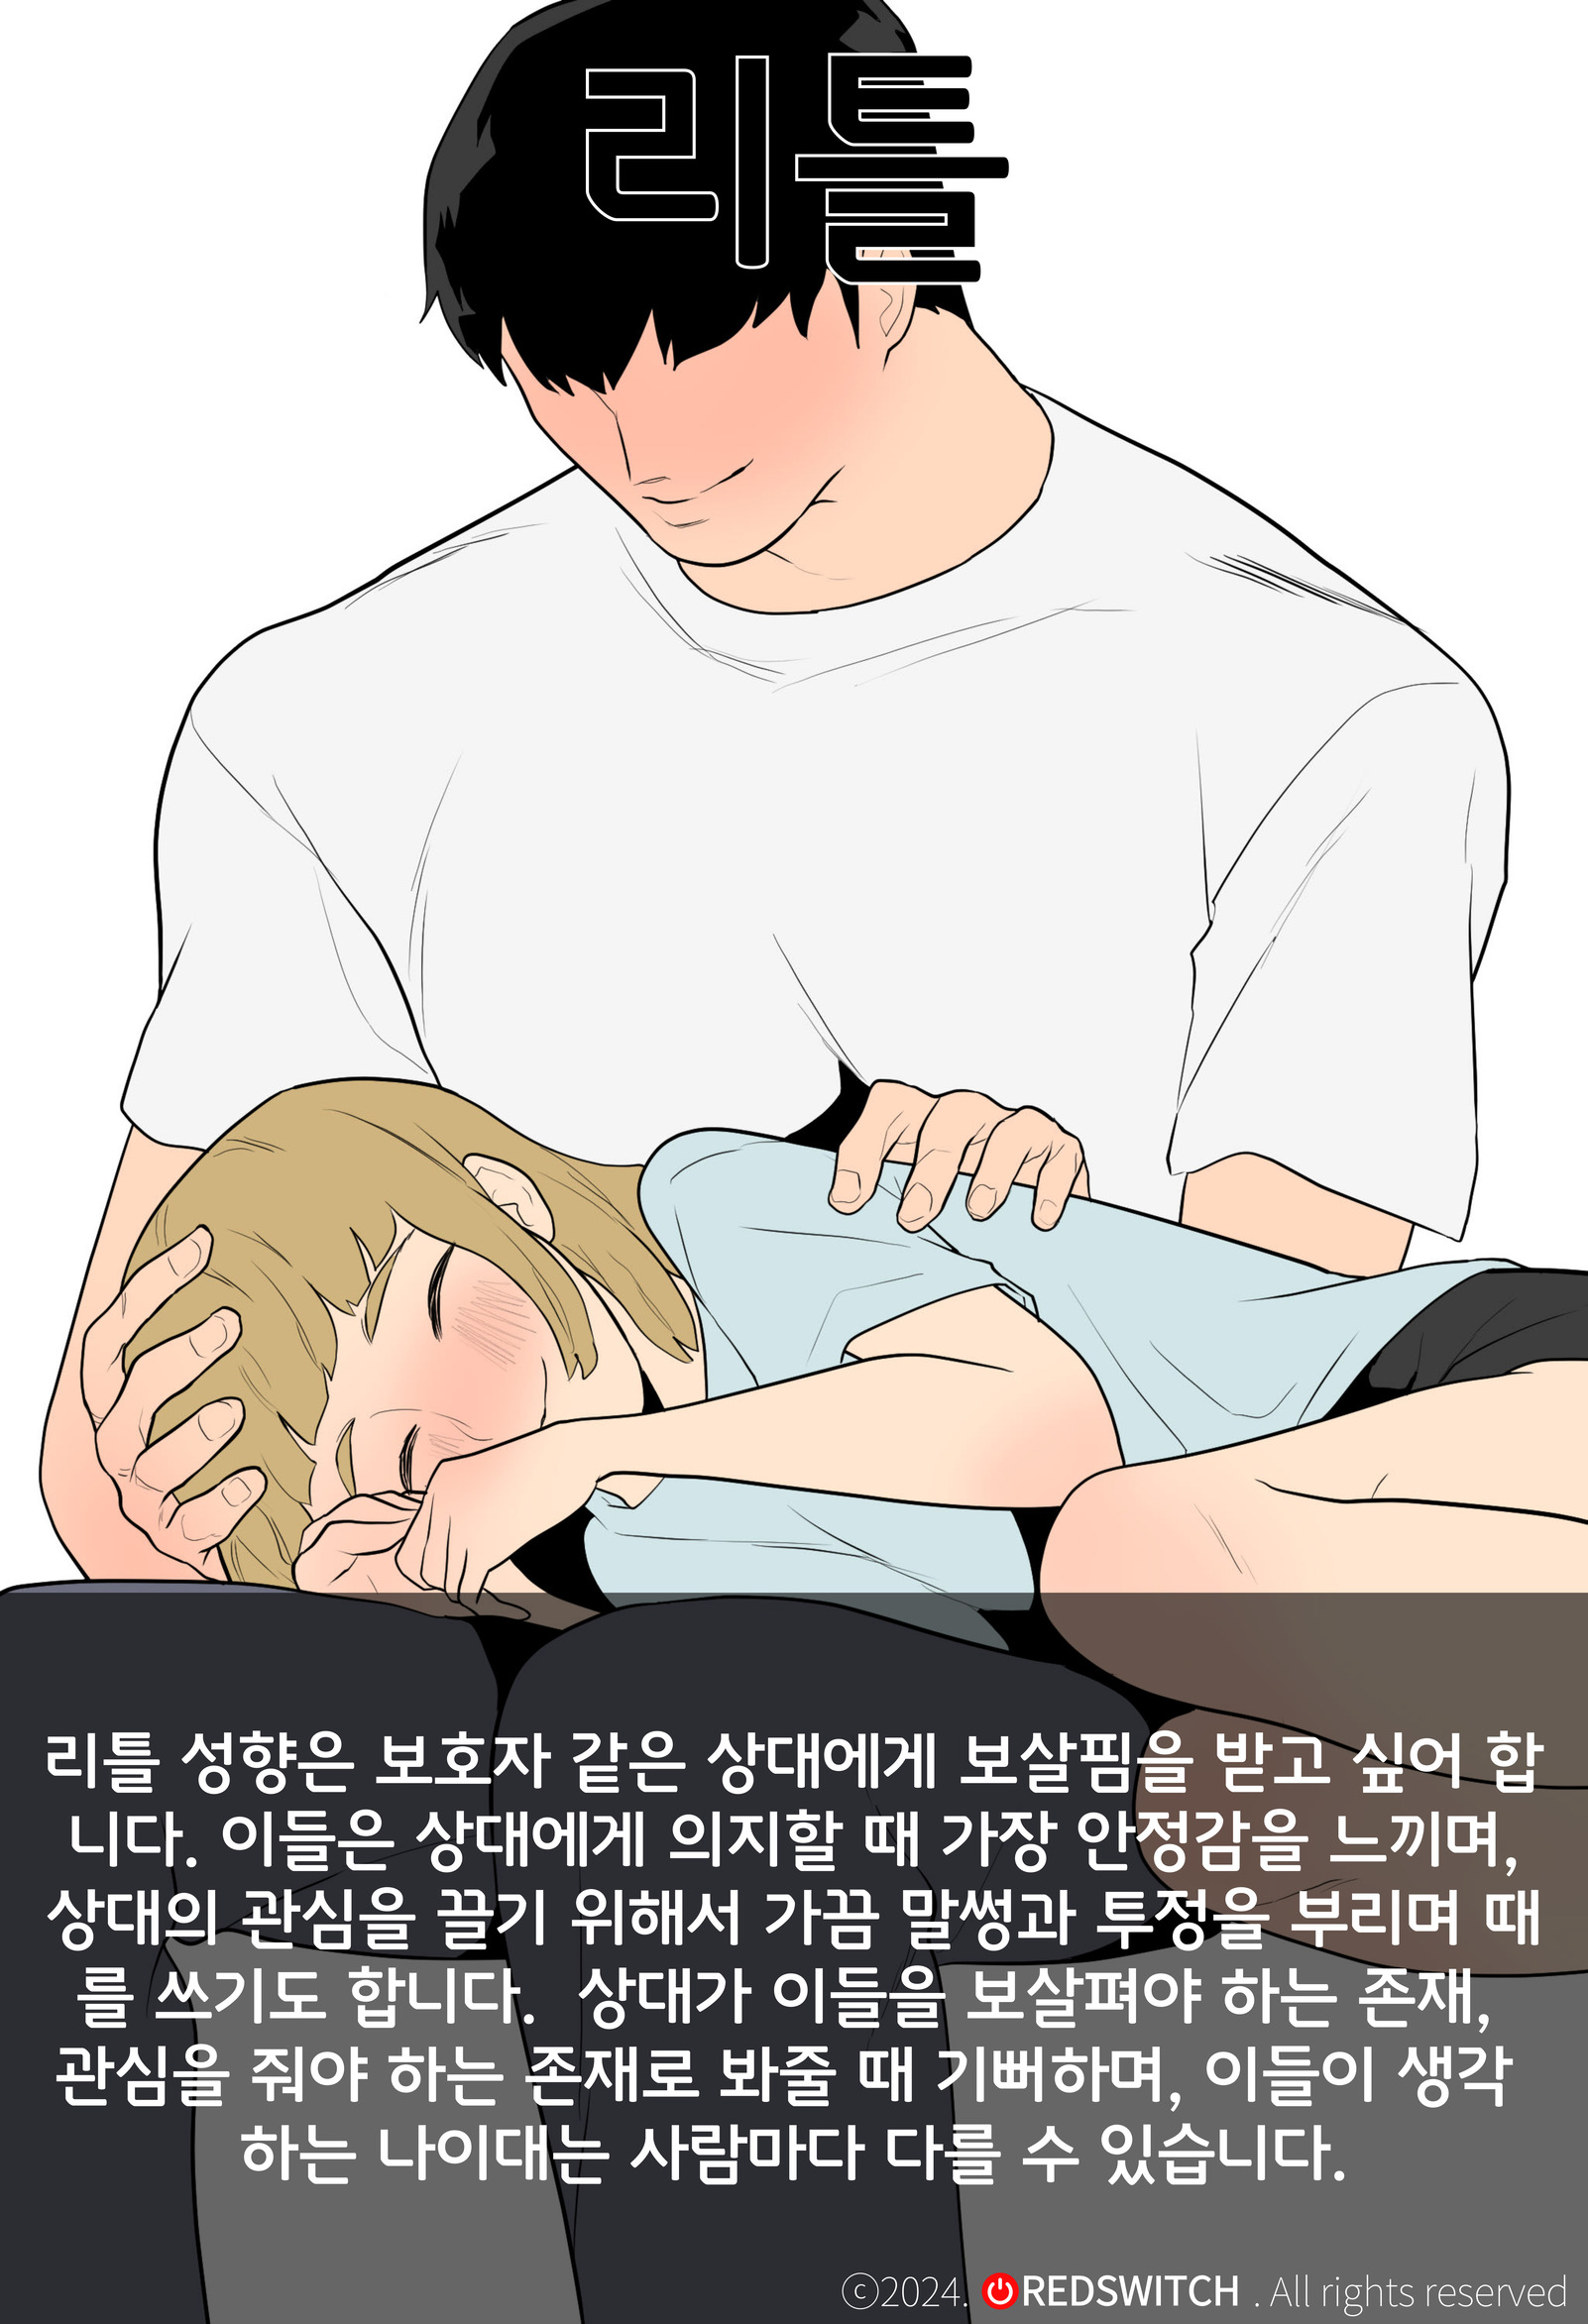 리틀
리틀 성향은 보호자 같은 상대에게 보살핌을 받고 싶어 합
니다. 이들은 상대에게 의지할 때 가장 안정감을 느끼며,
상대의 관심을 끌기 위해서 가끔 말썽과 투정을 부리며 때
를 쓰기도 합니다. 상대가 이들을 보살펴야 하는 존재,
관심을 줘야 하는 존재로 봐줄 때 기뻐하며, 이들이 생각
하는 나이대는 사람마다 다를 수 있습니다.
©2024. REDSWITCH . All rights reserved